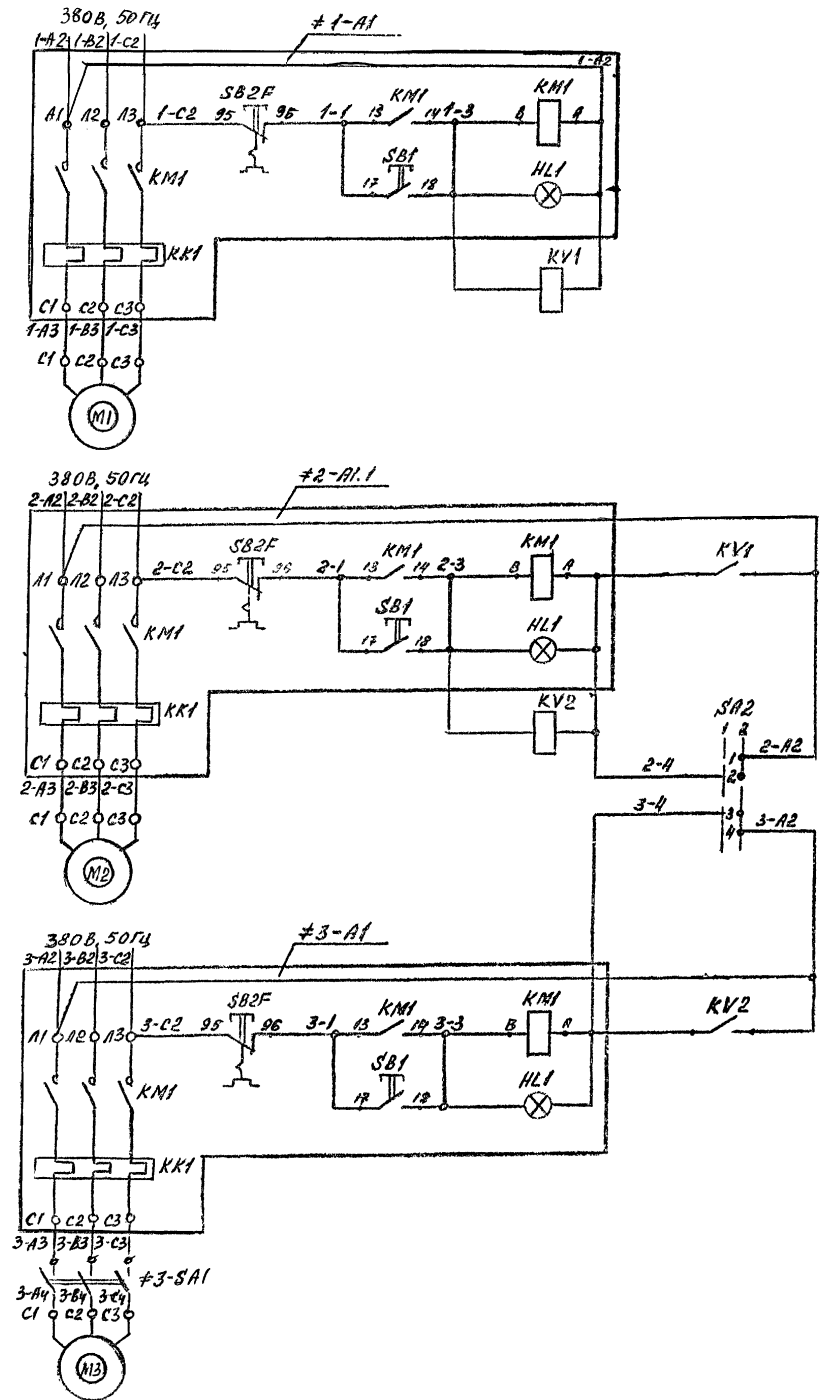 380В, 50ГЦ
≠ 1-А1
1-А2 1-В2 1-С2
1-А2
Л1 Л2 Л3 1-С2 95 SB2F 96 1-1 13 КМ1 14 1-3 В КМ1 А
КМ1
17 SB1 18
HL1
КК1
KV1
С1 С2 С3
1-А3 1-В3 1-С3
С1 С2 С3
М1
380В, 50ГЦ
≠2-А1.1
2-А2 2-В2 2-С2
Л1 Л2 Л3 2-С2 95 SB2F 96 2-1 13 КМ1 14 2-3 В КМ1 А KV1
КМ1
17 SB1 18
HL1
КК1
KV2
SA2
1 2
С1 С2 С3
1 2-А2
2-4 2
2-А3 2-В3 2-С3
3-4 3
С1 С2 С3
4 3-А2
М2
380В, 50ГЦ
≠3-А1
3-А2 3-В2 3-С2
Л1 Л2 Л3 3-С2 95 SB2F 96 3-1 13 КМ1 14 3-3 В КМ1 А KV2
КМ1
17 SB1 18
HL1
КК1
С1 С2 С3
3-А3 3-В3 3-С3
≠3-SA1
3-А4 3-В4 3-С4
С1 С2 С3
М3